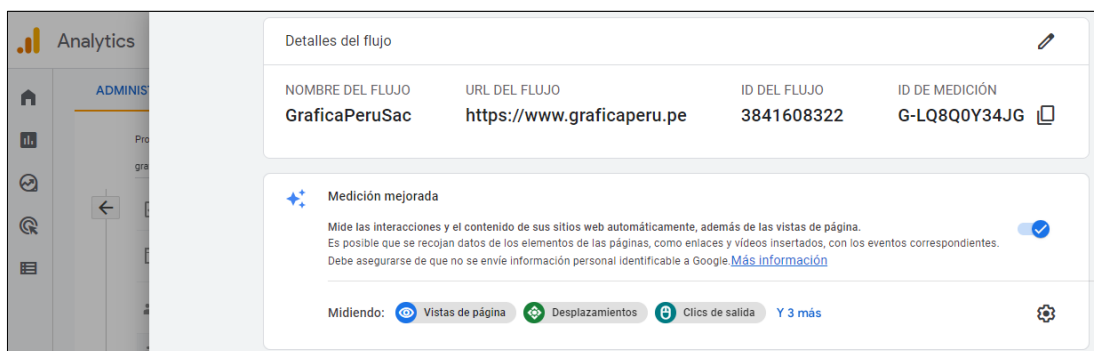 Analytics
ADMINIS
Pro
gra
Detalles del flujo
NOMBRE DEL FLUJO URL DEL FLUJO ID DEL FLUJO ID DE MEDICIÓN
GraficaPeruSac https://www.graficaperu.pe 3841608322 G-LQ8Q0Y34JG
Medición mejorada
Mide las interacciones y el contenido de sus sitios web automáticamente, además de las vistas de página.
Es posible que se recojan datos de los elementos de las páginas, como enlaces y vídeos insertados, con los eventos correspondientes.
Debe asegurarse de que no se envíe información personal identificable a Google.Más información
Midiendo: Vistas de página Desplazamientos Clics de salida Y 3 más